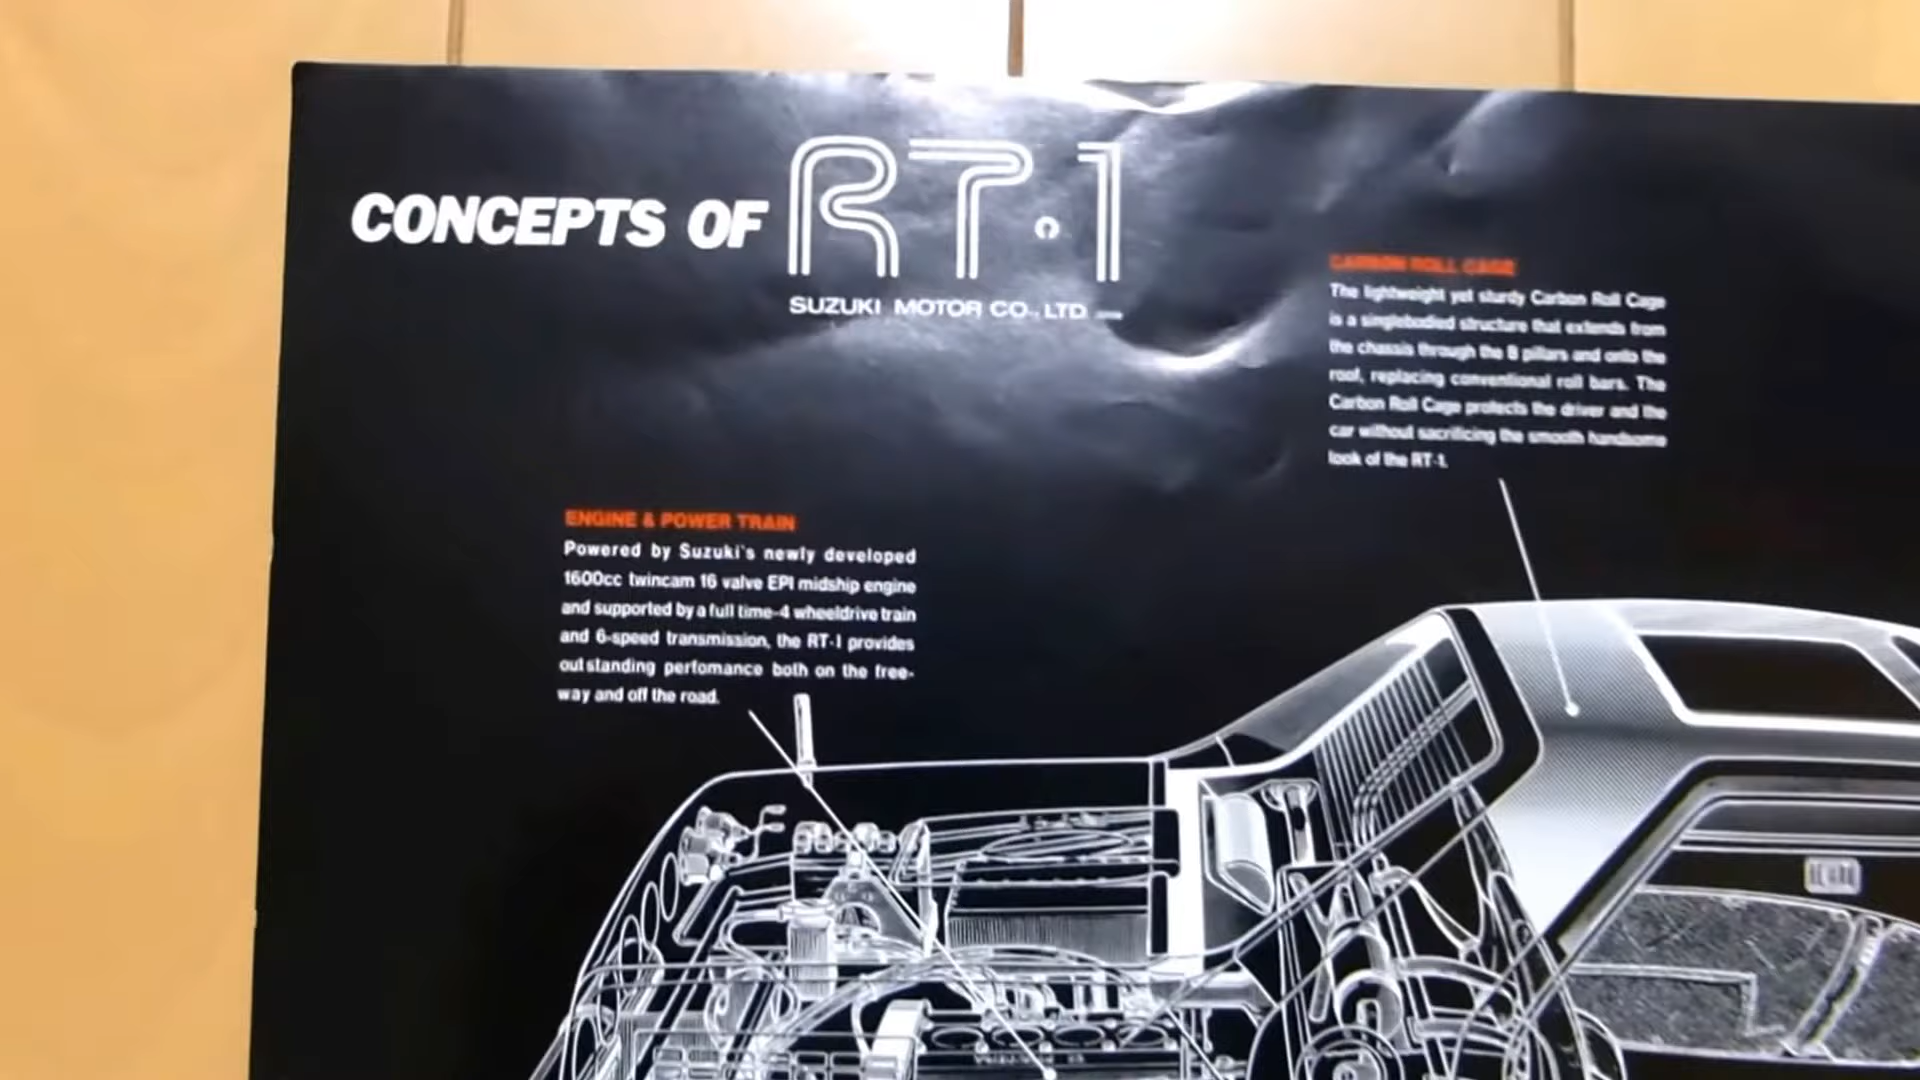 CONCEPTS OF RT·1
SUZUKI MOTOR CO., LTD.
CARBON ROLL CAGE
The lightweight yet sturdy Carbon Roll Cage
is a singlebodied structure that extends from
the chassis through the B pillars and onto the
roof, replacing conventional roll bars. The
Carbon Roll Cage protects the driver and the
car without sacrificing the smooth handsome
look of the RT-1.
ENGINE & POWER TRAIN
Powered by Suzuki's newly developed
1600cc twincam 16 valve EPI midship engine
and supported by a full time-4 wheeldrive train
and 6-speed transmission, the RT-1 provides
outstanding perfomance both on the free-
way and off the road.